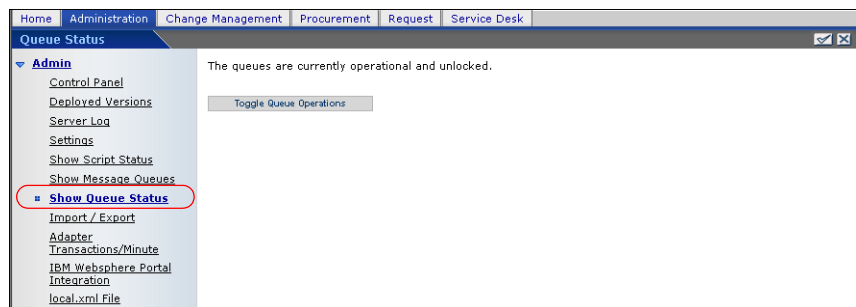 Home Administration Change Management Procurement Request Service Desk
Queue Status
Admin
The queues are currently operational and unlocked.
Control Panel
Deployed Versions
Toggle Queue Operations
Server Log
Settings
Show Script Status
Show Message Queues
Show Queue Status
Import / Export
Adapter
Transactions/Minute
IBM Websphere Portal
Integration
local.xml File